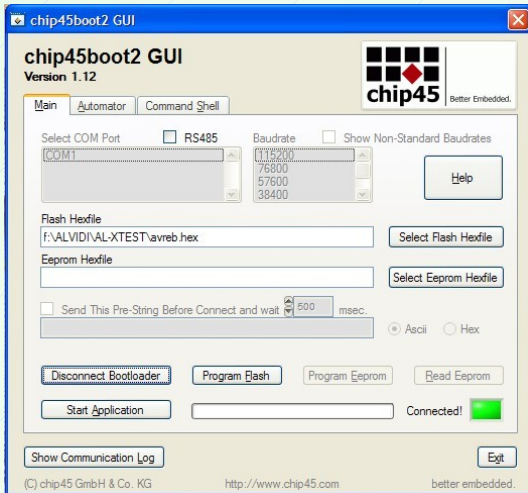 chip45boot2 GUI
chip45boot2 GUI
Version 1.12
chip45 Better Embedded.
Main Automator Command Shell
Select COM Port RS485 Baudrate Show Non-Standard Baudrates
COM1 115200
76800
57600
38400
Help
Flash Hexfile
f:\ALVIDI\AL-XTEST\avreb.hex Select Flash Hexfile
Eeprom Hexfile
Select Eeprom Hexfile
Send This Pre-String Before Connect and wait 500 msec.
Ascii Hex
Disconnect Bootloader Program Flash Program Eeprom Read Eeprom
Start Application Connected!
Show Communication Log Exit
(C) chip45 GmbH & Co. KG http://www.chip45.com better embedded.